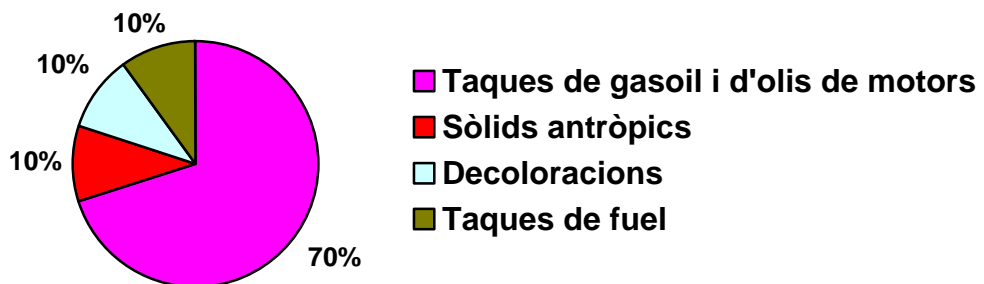 10%
10%
10%
70%
Taques de gasoil i d'olis de motors
Sòlids antròpics
Decoloracions
Taques de fuel